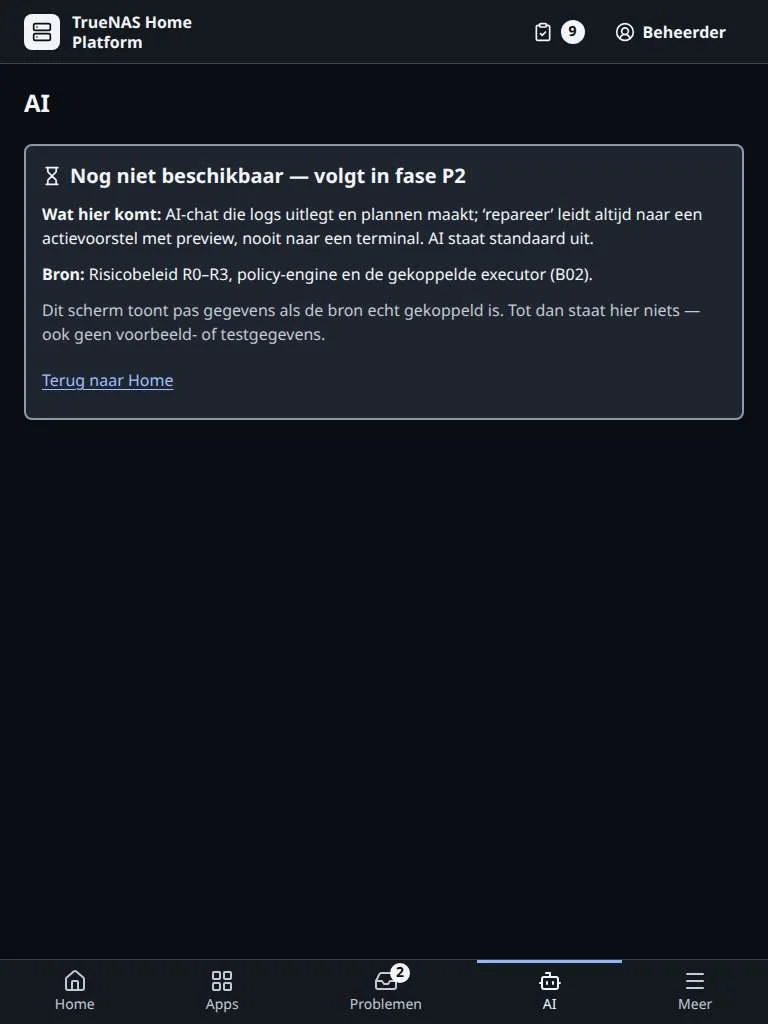 TrueNAS Home
Platform
9
Beheerder
AI
Nog niet beschikbaar — volgt in fase P2
Wat hier komt: AI-chat die logs uitlegt en plannen maakt; ‘repareer’ leidt altijd naar een
actievoorstel met preview, nooit naar een terminal. AI staat standaard uit.
Bron: Risicobeleid R0–R3, policy-engine en de gekoppelde executor (B02).
Dit scherm toont pas gegevens als de bron echt gekoppeld is. Tot dan staat hier niets —
ook geen voorbeeld- of testgegevens.
Terug naar Home
2
Home
Apps
Problemen
AI
Meer